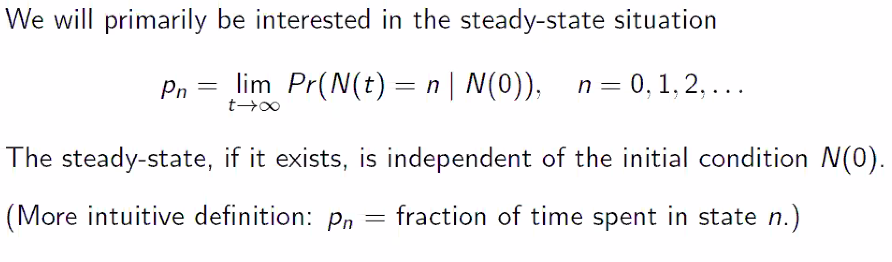 We will primarily be interested in the steady-state situation
pₙ = lim Pr(N(t) = n | N(0)), n = 0, 1, 2, ...
t→∞
The steady-state, if it exists, is independent of the initial condition N(0).
(More intuitive definition: pₙ = fraction of time spent in state n.)